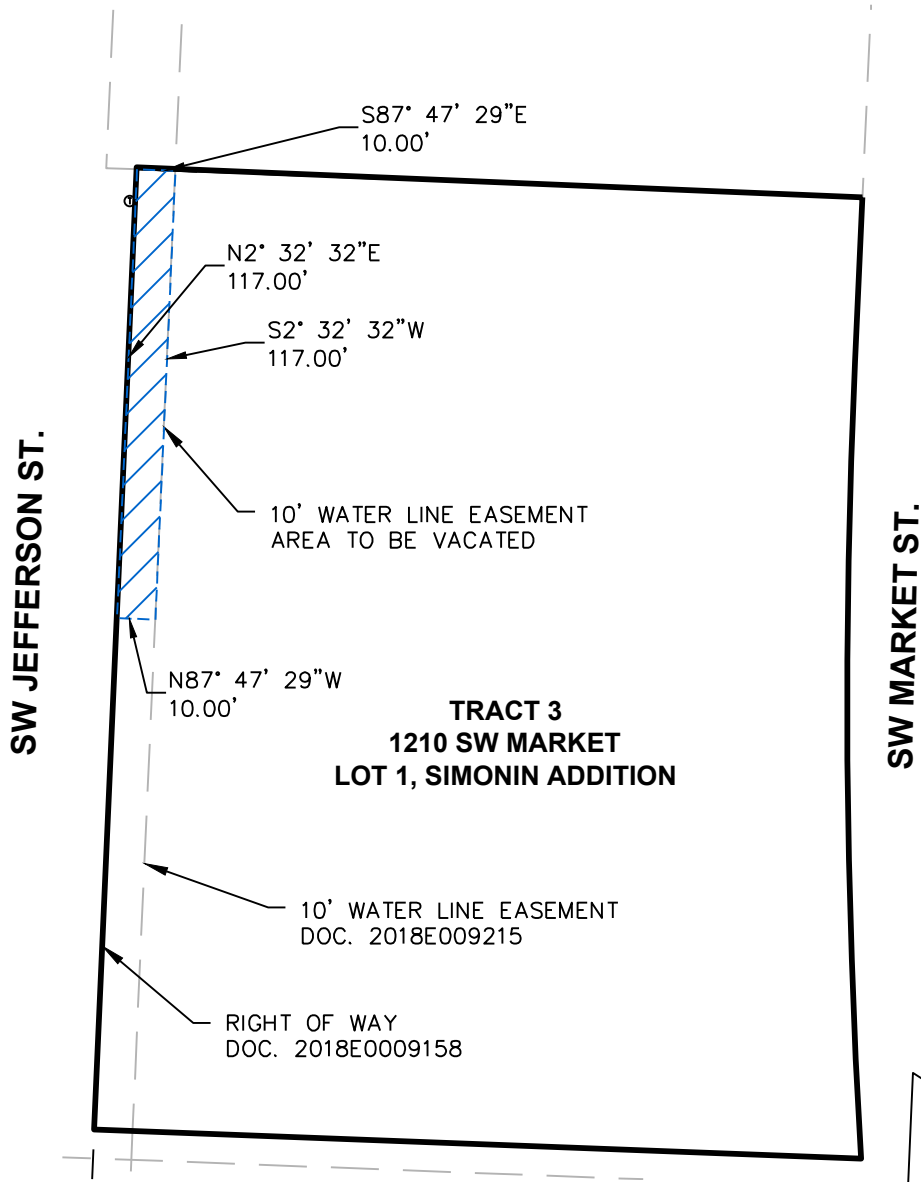 S87° 47' 29"E
10.00'
N2° 32' 32"E
117.00'
S2° 32' 32"W
117.00'
SW JEFFERSON ST.
10' WATER LINE EASEMENT
AREA TO BE VACATED
SW MARKET ST.
N87° 47' 29"W
10.00'
TRACT 3
1210 SW MARKET
LOT 1, SIMONIN ADDITION
10' WATER LINE EASEMENT
DOC. 2018E009215
RIGHT OF WAY
DOC. 2018E0009158